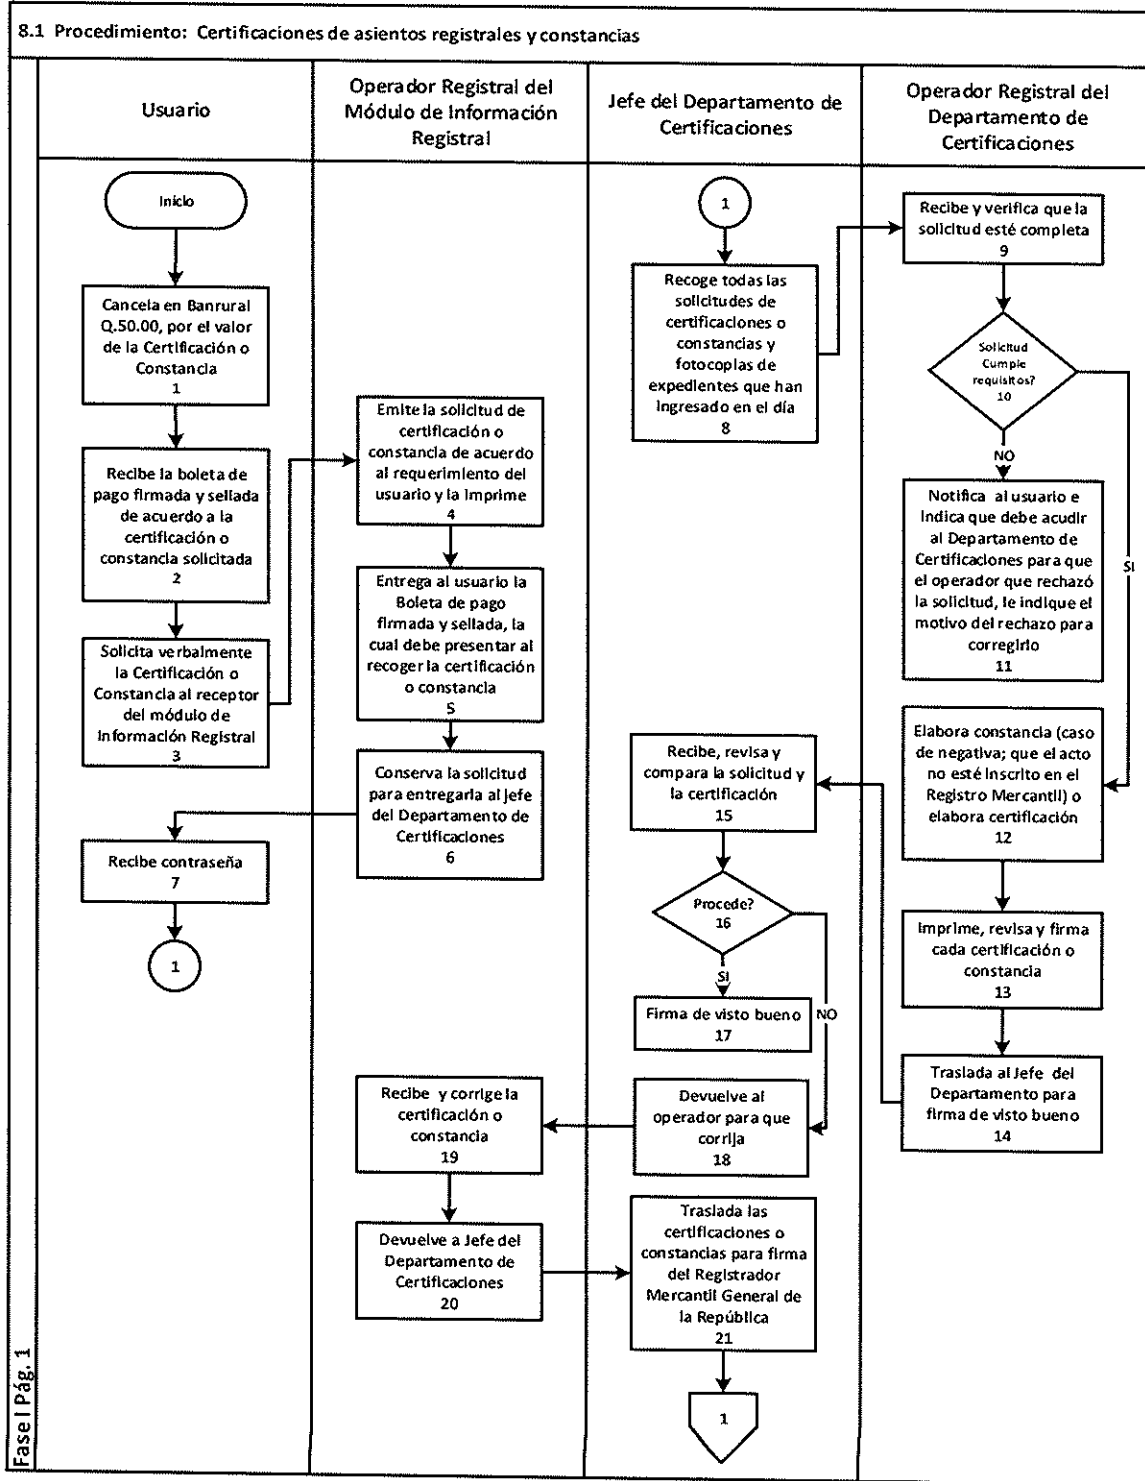 8.1 Procedimiento: Certificaciones de asientos registrales y constancias
Fase I Pág. 1
Usuario
Operador Registral del
Módulo de Información
Registral
Jefe del Departamento de
Certificaciones
Operador Registral del
Departamento de
Certificaciones
Inicio
Cancela en Banrural
Q.50.00, por el valor
de la Certificación o
Constancia
1
Recibe la boleta de
pago firmada y sellada
de acuerdo a la
certificación o
constancia solicitada
2
Solicita verbalmente
la Certificación o
Constancia al receptor
del módulo de
Información Registral
3
Emite la solicitud de
certificación o
constancia de acuerdo
al requerimiento del
usuario y la imprime
4
Entrega al usuario la
Boleta de pago
firmada y sellada, la
cual debe presentar al
recoger la certificación
o constancia
5
Conserva la solicitud
para entregarla al Jefe
del Departamento de
Certificaciones
6
Recibe contraseña
7
1
1
Recoge todas las
solicitudes de
certificaciones o
constancias y
fotocopias de
expedientes que han
ingresado en el día
8
Recibe y verifica que la
solicitud esté completa
9
Solicitud
Cumple
requisitos?
10
NO
SI
Notifica al usuario e
indica que debe acudir
al Departamento de
Certificaciones para que
el operador que rechazó
la solicitud, le indique el
motivo del rechazo para
corregirlo
11
Elabora constancia (caso
de negativa; que el acto
no esté inscrito en el
Registro Mercantil) o
elabora certificación
12
Imprime, revisa y firma
cada certificación o
constancia
13
Traslada al Jefe del
Departamento para
firma de visto bueno
14
Recibe, revisa y
compara la solicitud y
la certificación
15
Procede?
16
SI
NO
Firma de visto bueno
17
Devuelve al
operador para que
corrija
18
Recibe y corrige la
certificación o
constancia
19
Devuelve a Jefe del
Departamento de
Certificaciones
20
Traslada las
certificaciones o
constancias para firma
del Registrador
Mercantil General de
la República
21
1